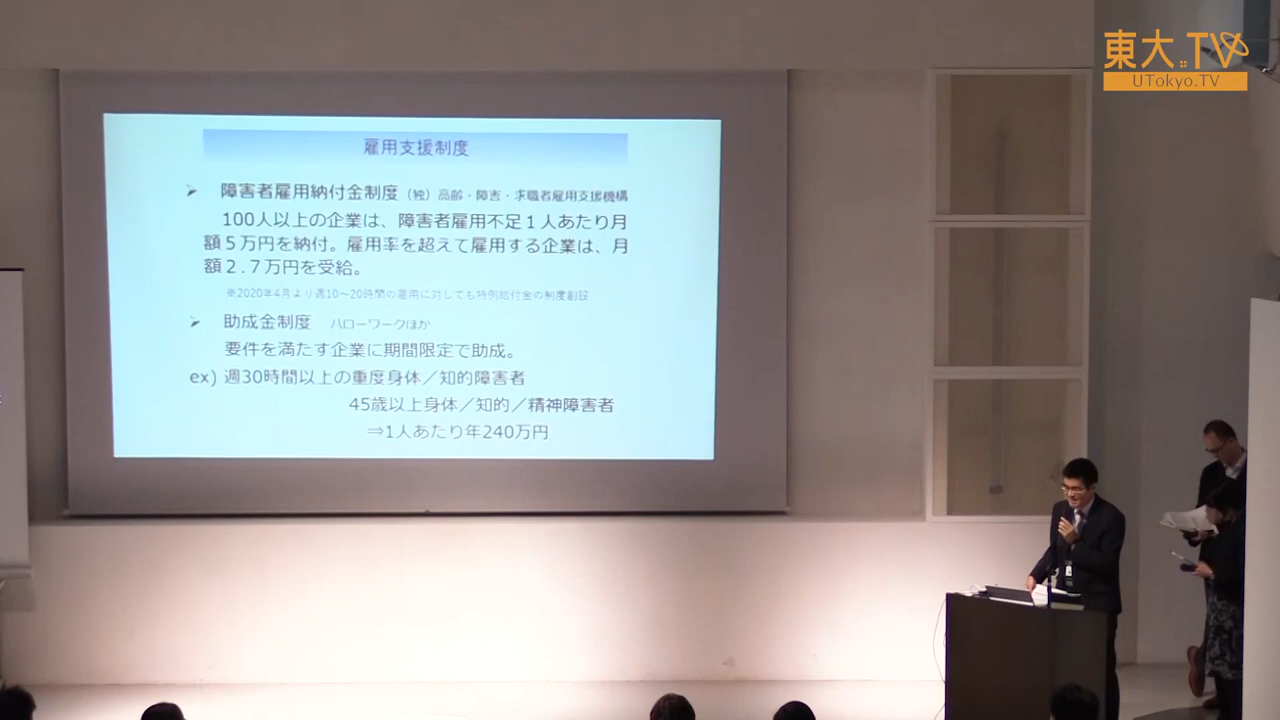 東大.TV
UTokyo.TV
雇用支援制度
➢ 障害者雇用納付金制度（独）高齢・障害・求職者雇用支援機構
100人以上の企業は、障害者雇用不足１人あたり月
額５万円を納付。雇用率を超えて雇用する企業は、月
額２.７万円を受給。
※2020年4月より週10～20時間の雇用に対しても特例給付金の制度創設
➢ 助成金制度 ハローワークほか
要件を満たす企業に期間限定で助成。
ex) 週30時間以上の重度身体／知的障害者
45歳以上身体／知的／精神障害者
⇒1人あたり年240万円